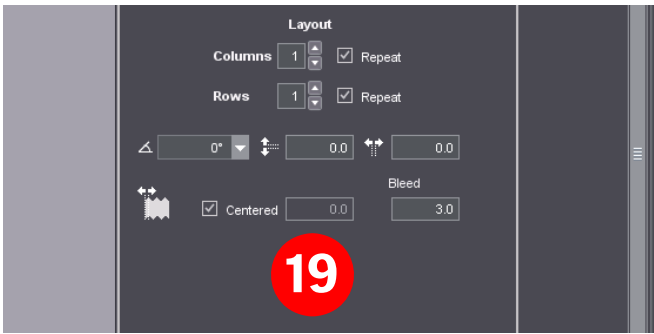 Layout
Columns 1 Repeat
Rows 1 Repeat
0° 0.0 0.0
Bleed
Centered 0.0 3.0
19